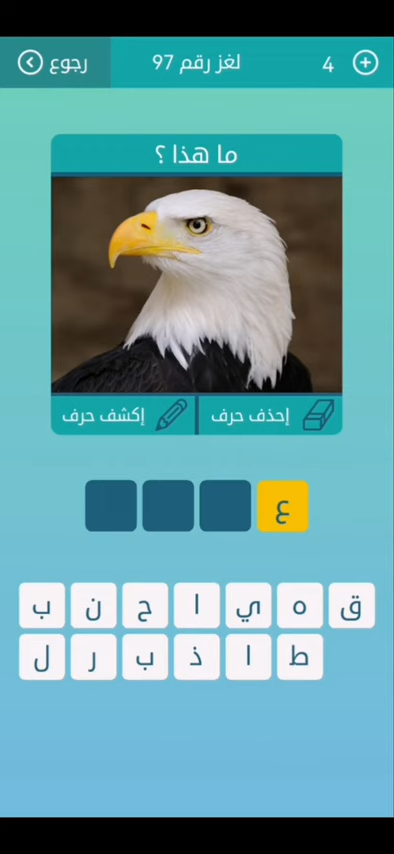 4 لغز رقم 97 رجوع
ما هذا ؟
إحذف حرف إكشف حرف
ع
ق ه ي ا ح ن ب
ط ا ذ ب ر ل